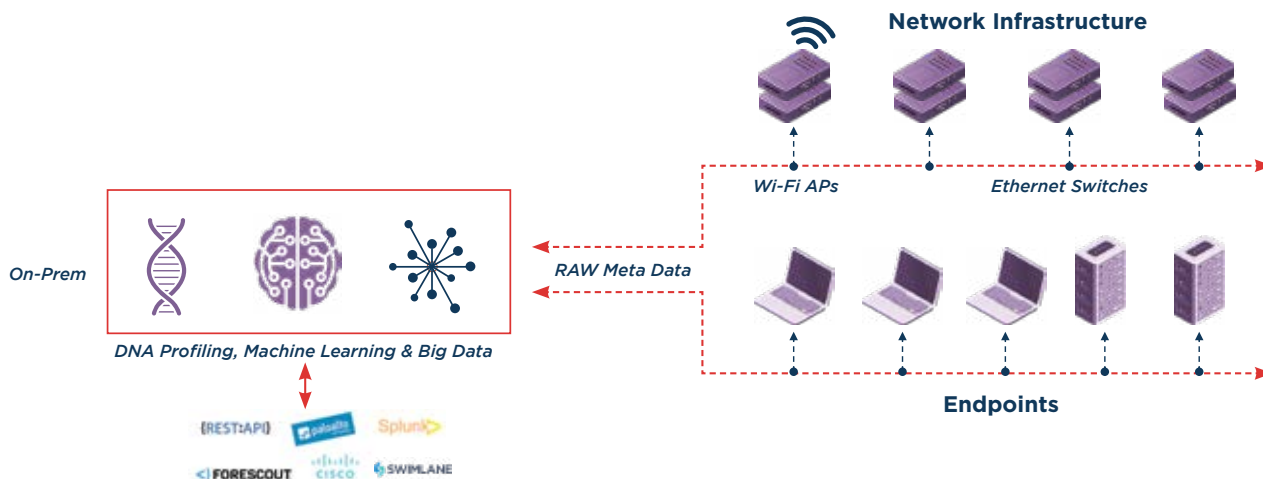 Network Infrastructure
Wi-Fi APs
Ethernet Switches
On-Prem
RAW Meta Data
DNA Profiling, Machine Learning & Big Data
Endpoints
{REST:API}
paloalto
Splunk>
<) FORESCOUT
CISCO
SWIMLANE